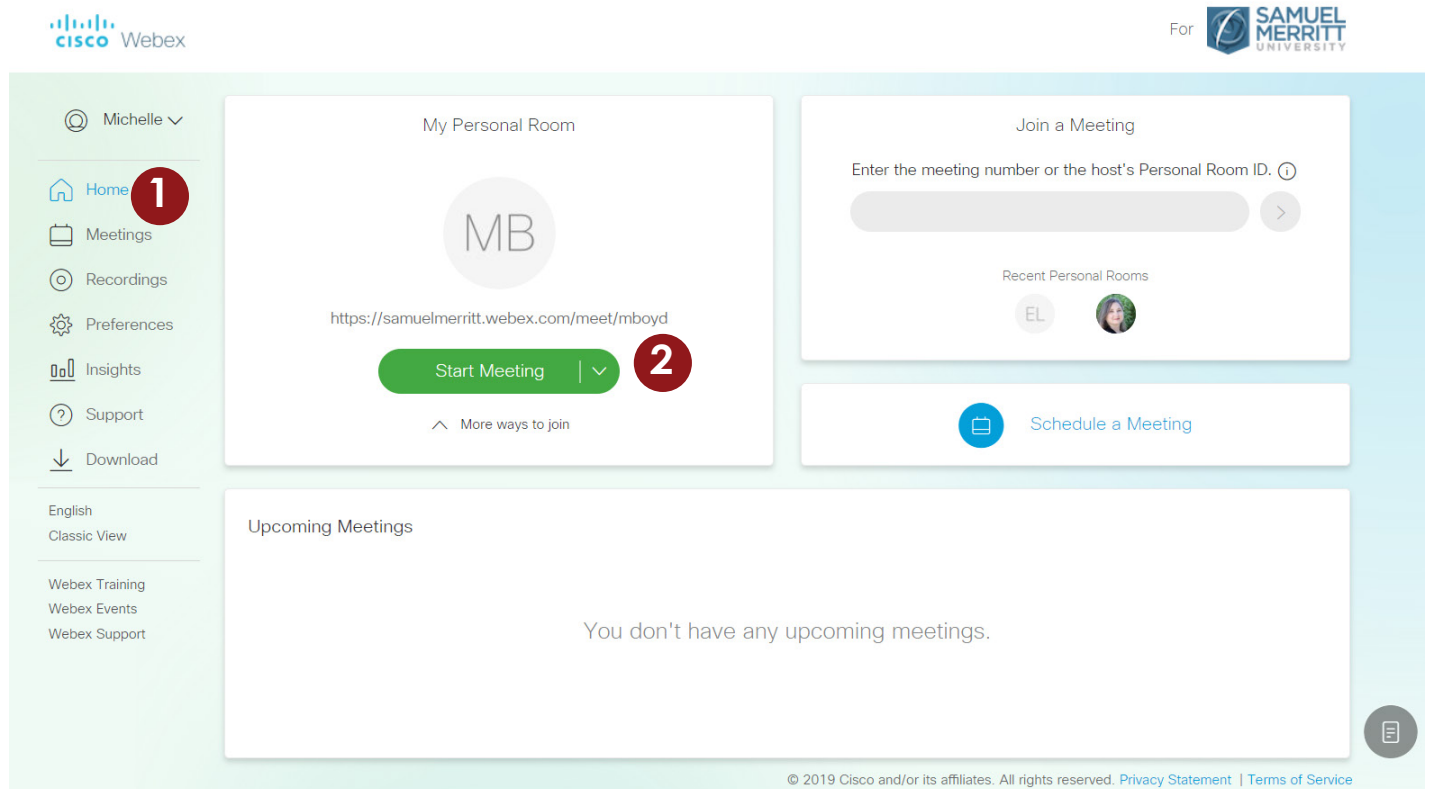 CISCO Webex
For SAMUEL
MERRITT
UNIVERSITY
Michelle
Home
1
Meetings
Recordings
Preferences
Insights
Support
Download
English
Classic View
Webex Training
Webex Events
Webex Support
My Personal Room
MB
https://samuelmerritt.webex.com/meet/mboyd
Start Meeting
2
More ways to join
Join a Meeting
Enter the meeting number or the host's Personal Room ID.
Recent Personal Rooms
EL
Schedule a Meeting
Upcoming Meetings
You don't have any upcoming meetings.
© 2019 Cisco and/or its affiliates. All rights reserved. Privacy Statement | Terms of Service